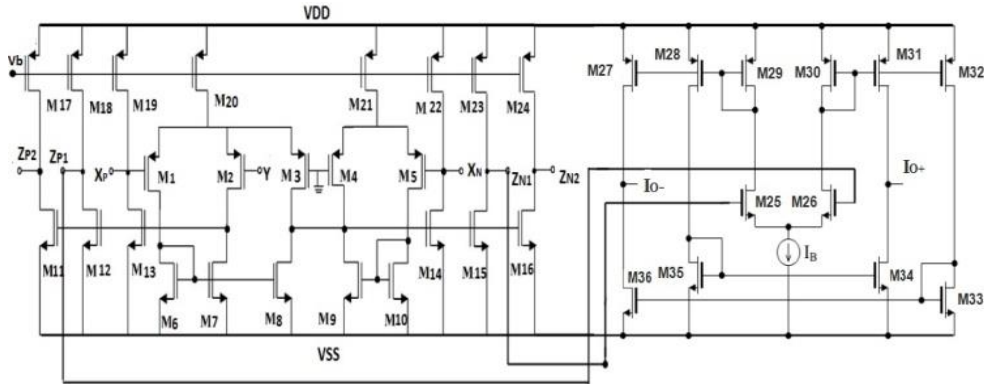 VDD
Vb
M17
M18
M19
M20
M21
M22
M23
M24
M27
M28
M29
M30
M31
M32
ZP2
ZP1
XP
M1
M2
Y
M3
M4
M5
XN
ZN1
ZN2
IO-
M25
M26
IO+
M11
M12
M13
M14
M15
M16
IB
M36
M35
M34
M33
M6
M7
M8
M9
M10
VSS